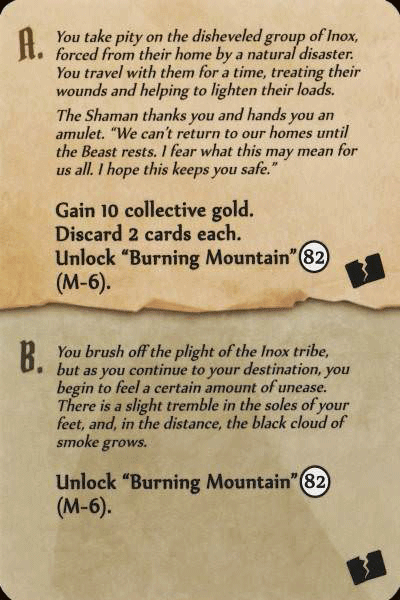 A. You take pity on the disheveled group of Inox,
forced from their home by a natural disaster.
You travel with them for a time, treating their
wounds and helping to lighten their loads.
The Shaman thanks you and hands you an
amulet. “We can’t return to our homes until
the Beast rests. I fear what this may mean for
us all. I hope this keeps you safe.”
Gain 10 collective gold.
Discard 2 cards each.
Unlock “Burning Mountain” 82
(M-6).
B. You brush off the plight of the Inox tribe,
but as you continue to your destination, you
begin to feel a certain amount of unease.
There is a slight tremble in the soles of your
feet, and, in the distance, the black cloud of
smoke grows.
Unlock “Burning Mountain” 82
(M-6).